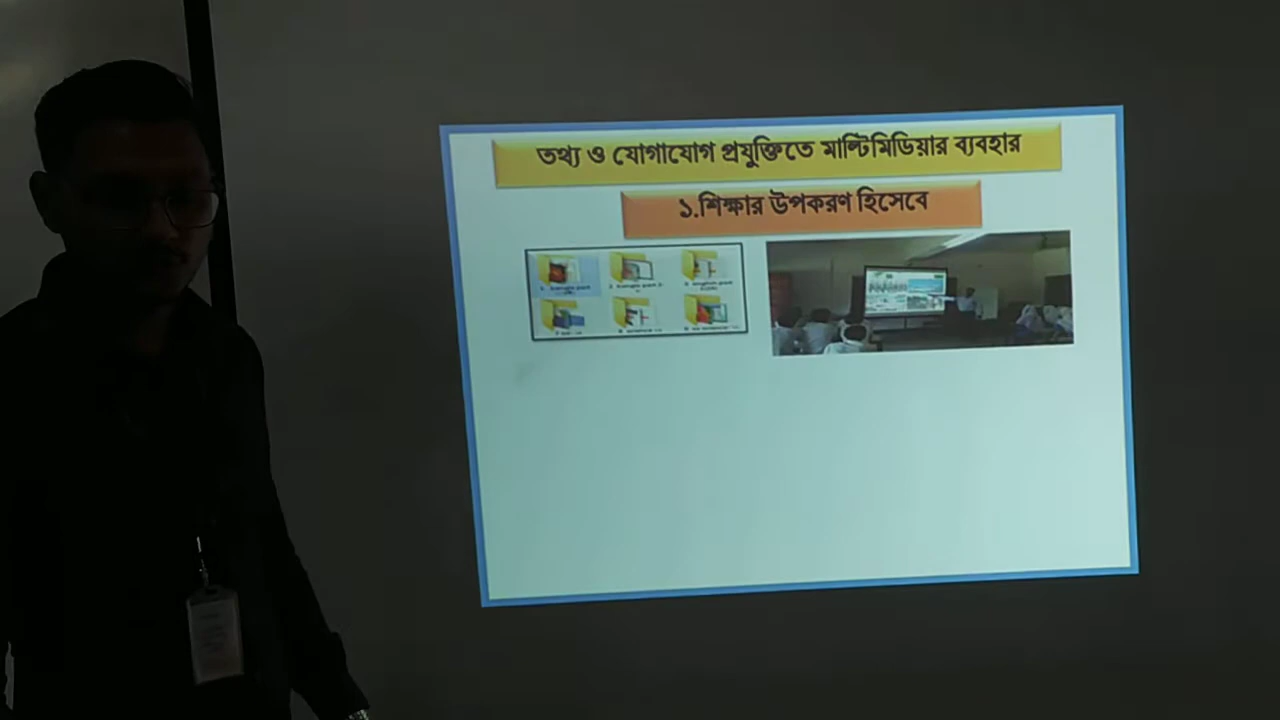 তথ্য ও যোগাযোগ প্রযুক্তিতে মাল্টিমিডিয়ার ব্যবহার
১.শিক্ষার উপকরণ হিসেবে